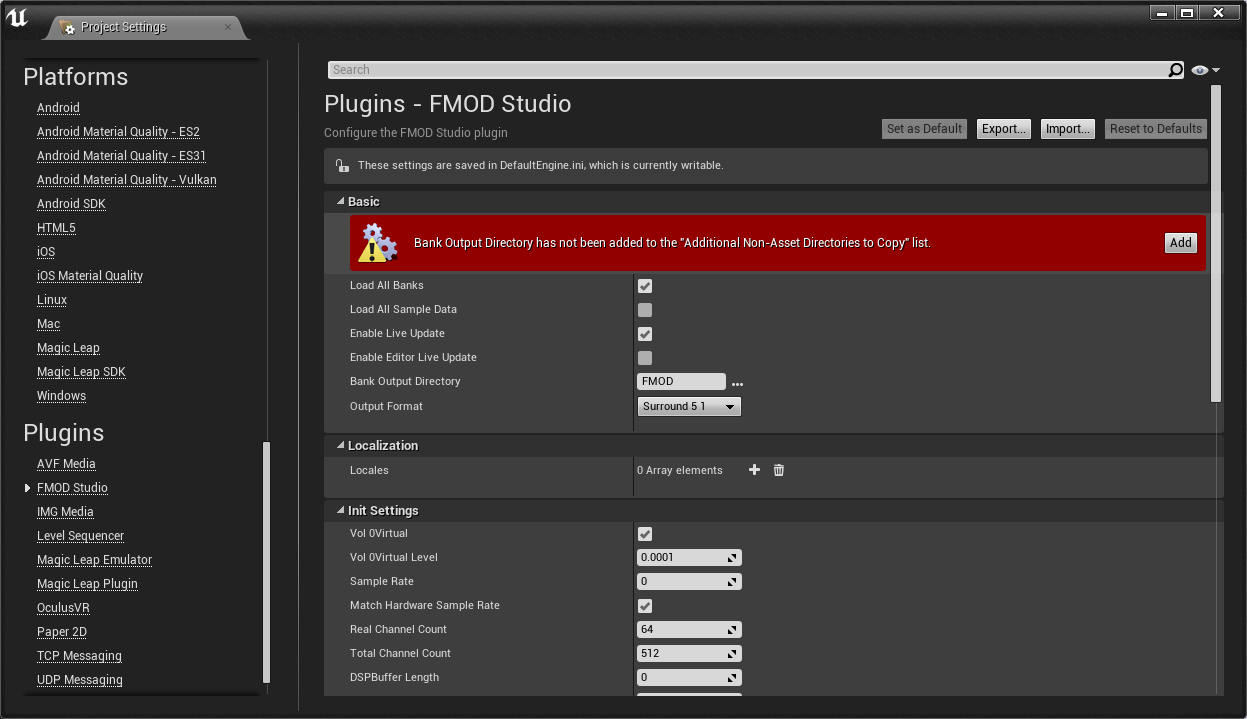 Project Settings
Platforms
Android
Android Material Quality - ES2
Android Material Quality - ES31
Android Material Quality - Vulkan
Android SDK
HTML5
iOS
iOS Material Quality
Linux
Mac
Magic Leap
Magic Leap SDK
Windows
Plugins
AVF Media
FMOD Studio
IMG Media
Level Sequencer
Magic Leap Emulator
Magic Leap Plugin
OculusVR
Paper 2D
TCP Messaging
UDP Messaging
Search
Plugins - FMOD Studio
Configure the FMOD Studio plugin
Set as Default Export... Import... Reset to Defaults
These settings are saved in DefaultEngine.ini, which is currently writable.
Basic
Bank Output Directory has not been added to the "Additional Non-Asset Directories to Copy" list. Add
Load All Banks
Load All Sample Data
Enable Live Update
Enable Editor Live Update
Bank Output Directory FMOD ...
Output Format Surround 5 1
Localization
Locales 0 Array elements
Init Settings
Vol 0Virtual
Vol 0Virtual Level 0.0001
Sample Rate 0
Match Hardware Sample Rate
Real Channel Count 64
Total Channel Count 512
DSPBuffer Length 0